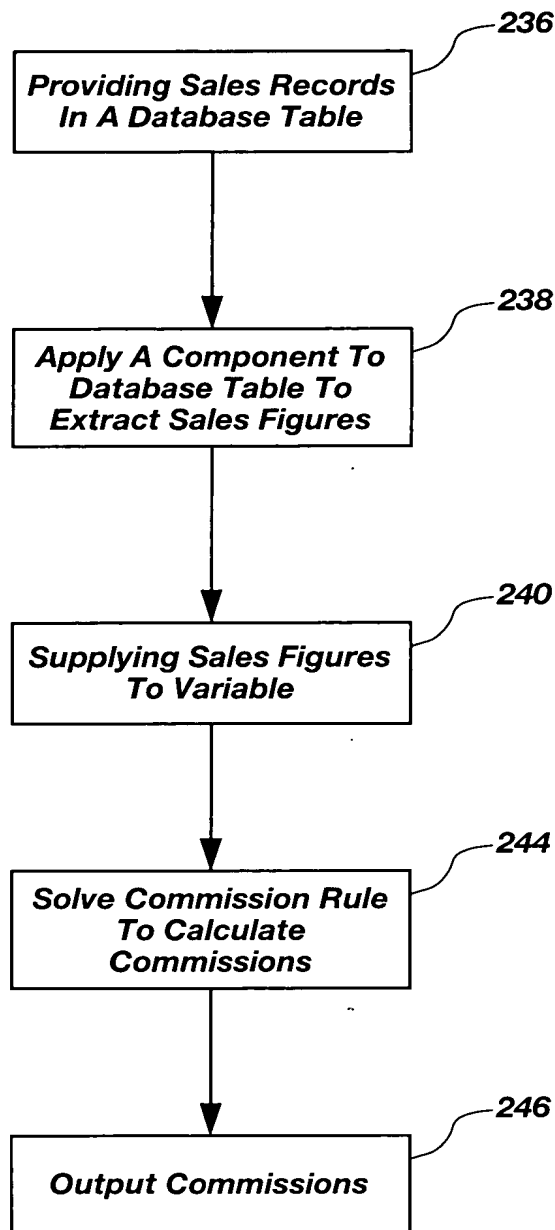 236
Providing Sales Records
In A Database Table
238
Apply A Component To
Database Table To
Extract Sales Figures
240
Supplying Sales Figures
To Variable
244
Solve Commission Rule
To Calculate
Commissions
246
Output Commissions